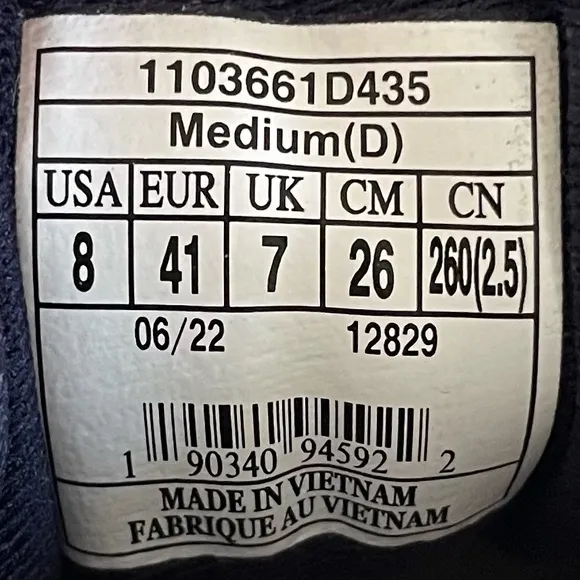 1103661D435
Medium(D)
USA EUR UK CM CN
8 41 7 26 260(2.5)
06/22 12829
1 90340 94592 2
MADE IN VIETNAM
FABRIQUE AU VIETNAM